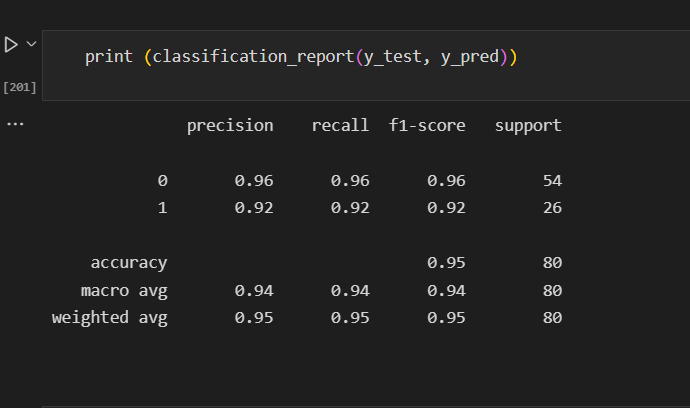 print (classification_report(y_test, y_pred))
[201]
...
precision recall f1-score support
0 0.96 0.96 0.96 54
1 0.92 0.92 0.92 26
accuracy 0.95 80
macro avg 0.94 0.94 0.94 80
weighted avg 0.95 0.95 0.95 80